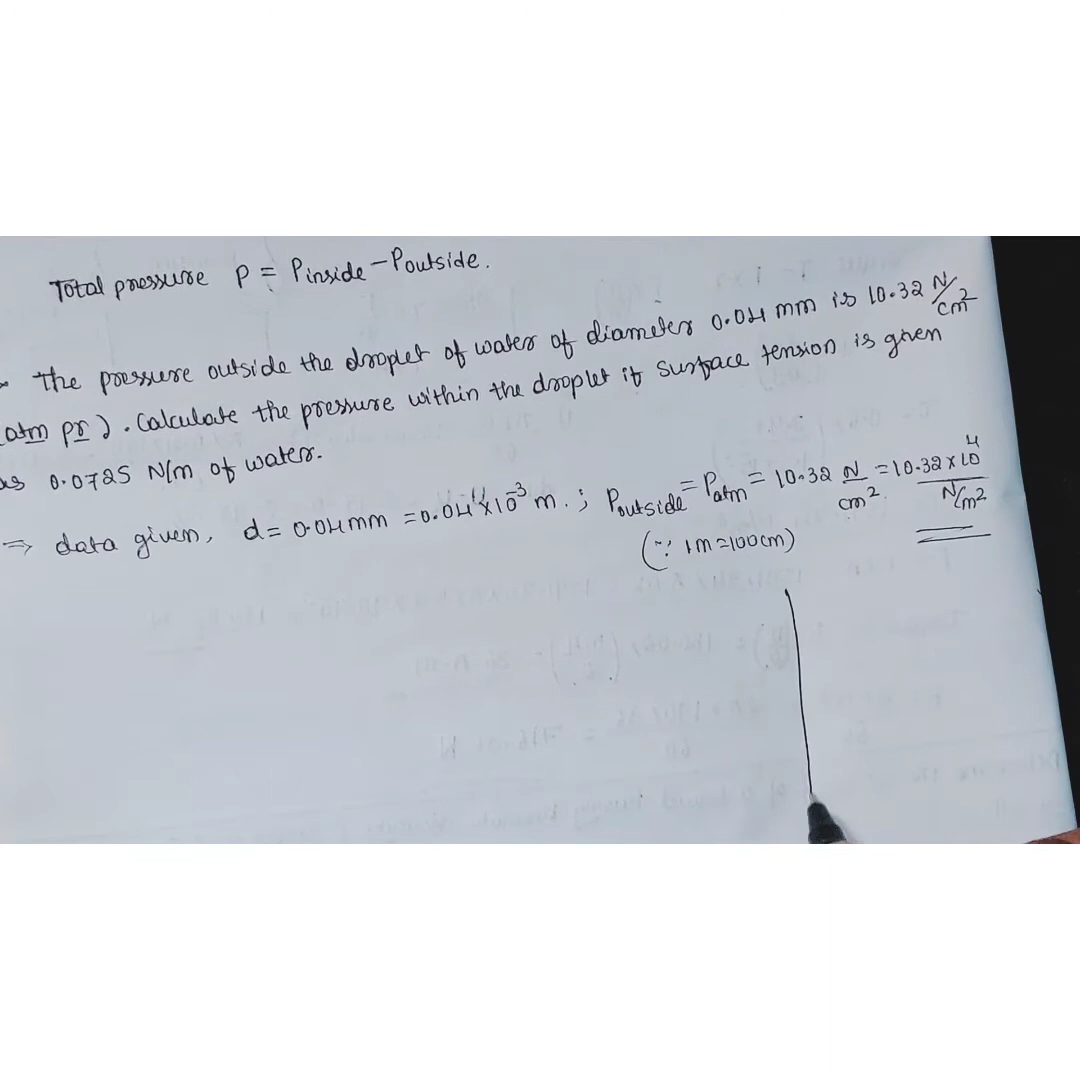 Total pressure P = Pinside - Poutside.
The pressure outside the droplet of water of diameter 0.04 mm is 10.32 N/cm²
(atm pr). Calculate the pressure within the droplet if surface tension is given
as 0.0725 N/m of water.
⇒ data given, d = 0.04 mm = 0.04 × 10⁻³ m. ; Poutside = Patm = 10.32 N/cm². = 10.32 × 10⁴ N/m²
(∵ 1m = 100cm)